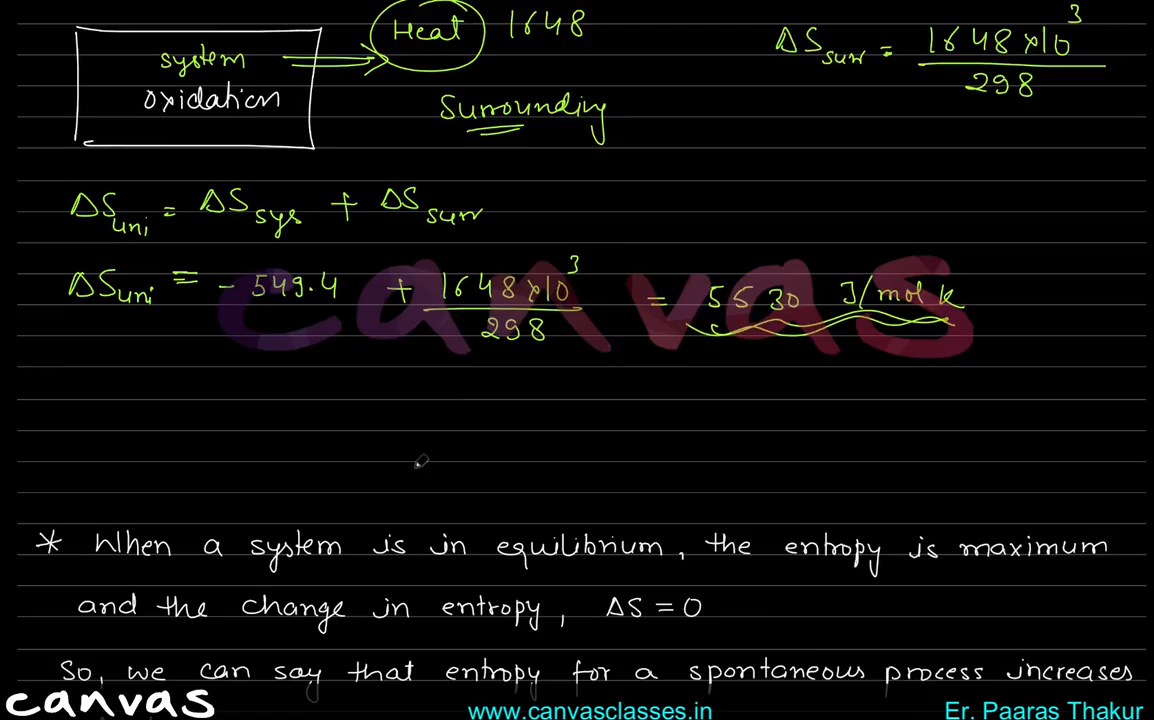 Heat 1648
system
oxidation
Surrounding
ΔSsurr = 1648×10³ / 298
ΔSuni = ΔSsys + ΔSsurr
ΔSuni = - 549.4 + 1648×10³ / 298 = 5530 J/mol K
canvas
* When a system is in equilibrium, the entropy is maximum
and the change in entropy, ΔS = 0
So, we can say that entropy for a spontaneous process increases
canvas
www.canvasclasses.in
Er. Paaras Thakur